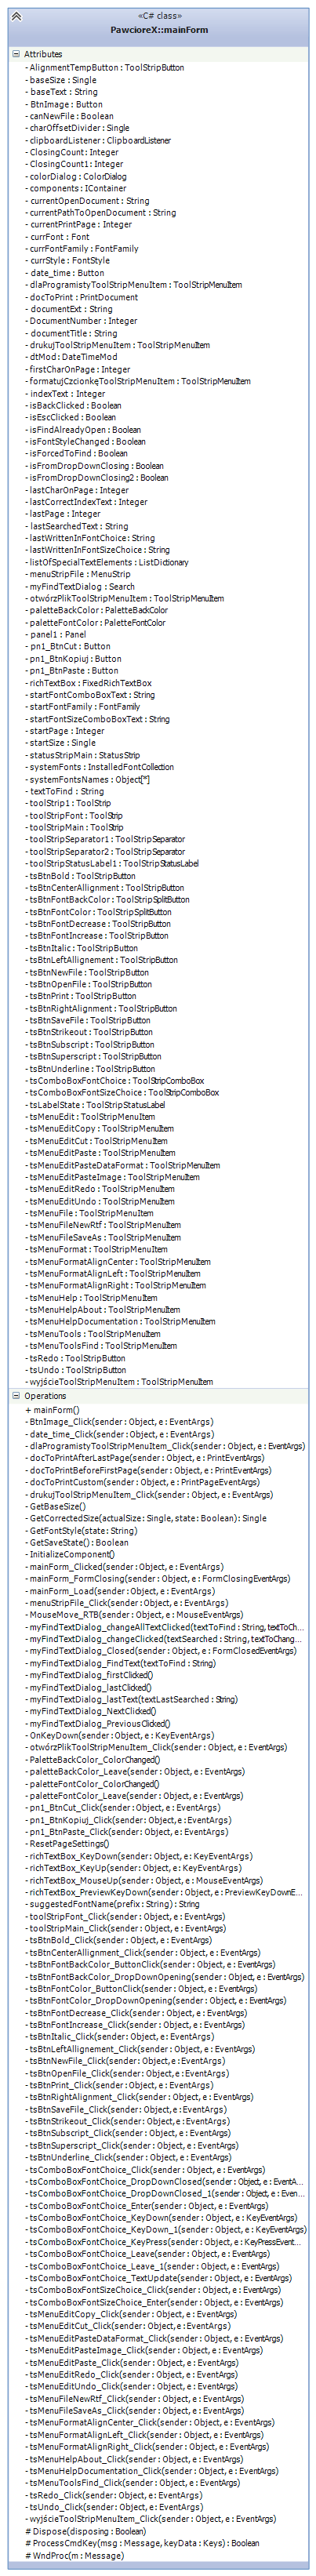 «C# class»
PawcioreX::mainForm
Attributes
- AlignmentTempButton : ToolStripButton
- baseSize : Single
- baseText : String
- BtnImage : Button
- canNewFile : Boolean
- charOffsetDivider : Single
- clipboardListener : ClipboardListener
- ClosingCount : Integer
- ClosingCount1 : Integer
- colorDialog : ColorDialog
- components : IContainer
- currentOpenDocument : String
- currentPathToOpenDocument : String
- currentPrintPage : Integer
- currFont : Font
- currFontFamily : FontFamily
- currStyle : FontStyle
- date_time : Button
- dlaProgramistyToolStripMenuItem : ToolStripMenuItem
- docToPrint : PrintDocument
- documentExt : String
- DocumentNumber : Integer
- documentTitle : String
- drukujToolStripMenuItem : ToolStripMenuItem
- dtMod : DateTimeMod
- firstCharOnPage : Integer
- formatujCzcionkęToolStripMenuItem : ToolStripMenuItem
- indexText : Integer
- isBackClicked : Boolean
- isEscClicked : Boolean
- isFindAlreadyOpen : Boolean
- isFontStyleChanged : Boolean
- isForcedToFind : Boolean
- isFromDropDownClosing : Boolean
- isFromDropDownClosing2 : Boolean
- lastCharOnPage : Integer
- lastCorrectIndexText : Integer
- lastPage : Integer
- lastSearchedText : String
- lastWrittenInFontChoice : String
- lastWrittenInFontSizeChoice : String
- listOfSpecialTextElements : ListDictionary
- menuStripFile : MenuStrip
- myFindTextDialog : Search
- otwórzPlikToolStripMenuItem : ToolStripMenuItem
- paletteBackColor : PaletteBackColor
- paletteFontColor : PaletteFontColor
- panel1 : Panel
- pn1_BtnCut : Button
- pn1_BtnKopiuj : Button
- pn1_BtnPaste : Button
- richTextBox : FixedRichTextBox
- startFontComboBoxText : String
- startFontFamily : FontFamily
- startFontSizeComboBoxText : String
- startPage : Integer
- startSize : Single
- statusStripMain : StatusStrip
- systemFonts : InstalledFontCollection
- systemFontsNames : Object[*]
- textToFind : String
- toolStrip1 : ToolStrip
- toolStripFont : ToolStrip
- toolStripMain : ToolStrip
- toolStripSeparator1 : ToolStripSeparator
- toolStripSeparator2 : ToolStripSeparator
- toolStripStatusLabel1 : ToolStripStatusLabel
- tsBtnBold : ToolStripButton
- tsBtnCenterAllignment : ToolStripButton
- tsBtnFontBackColor : ToolStripSplitButton
- tsBtnFontColor : ToolStripSplitButton
- tsBtnFontDecrease : ToolStripButton
- tsBtnFontIncrease : ToolStripButton
- tsBtnItalic : ToolStripButton
- tsBtnLeftAllignement : ToolStripButton
- tsBtnNewFile : ToolStripButton
- tsBtnOpenFile : ToolStripButton
- tsBtnPrint : ToolStripButton
- tsBtnRightAlignment : ToolStripButton
- tsBtnSaveFile : ToolStripButton
- tsBtnStrikeout : ToolStripButton
- tsBtnSubscript : ToolStripButton
- tsBtnSuperscript : ToolStripButton
- tsBtnUnderline : ToolStripButton
- tsComboBoxFontChoice : ToolStripComboBox
- tsComboBoxFontSizeChoice : ToolStripComboBox
- tsLabelState : ToolStripStatusLabel
- tsMenuEdit : ToolStripMenuItem
- tsMenuEditCopy : ToolStripMenuItem
- tsMenuEditCut : ToolStripMenuItem
- tsMenuEditPaste : ToolStripMenuItem
- tsMenuEditPasteDataFormat : ToolStripMenuItem
- tsMenuEditPasteImage : ToolStripMenuItem
- tsMenuEditRedo : ToolStripMenuItem
- tsMenuEditUndo : ToolStripMenuItem
- tsMenuFile : ToolStripMenuItem
- tsMenuFileNewRtf : ToolStripMenuItem
- tsMenuFileSaveAs : ToolStripMenuItem
- tsMenuFormat : ToolStripMenuItem
- tsMenuFormatAlignCenter : ToolStripMenuItem
- tsMenuFormatAlignLeft : ToolStripMenuItem
- tsMenuFormatAlignRight : ToolStripMenuItem
- tsMenuHelp : ToolStripMenuItem
- tsMenuHelpAbout : ToolStripMenuItem
- tsMenuHelpDocumentation : ToolStripMenuItem
- tsMenuTools : ToolStripMenuItem
- tsMenuToolsFind : ToolStripMenuItem
- tsRedo : ToolStripButton
- tsUndo : ToolStripButton
- wyjścieToolStripMenuItem : ToolStripMenuItem
Operations
+ mainForm()
- BtnImage_Click(sender : Object, e : EventArgs)
- date_time_Click(sender : Object, e : EventArgs)
- dlaProgramistyToolStripMenuItem_Click(sender : Object, e : EventArgs)
- docToPrintAfterLastPage(sender : Object, e : PrintEventArgs)
- docToPrintBeforeFirstPage(sender : Object, e : PrintEventArgs)
- docToPrintCustom(sender : Object, e : PrintPageEventArgs)
- drukujToolStripMenuItem_Click(sender : Object, e : EventArgs)
- GetBaseSize()
- GetCorrectedSize(actualSize : Single, state : Boolean) : Single
- GetFontStyle(state : String)
- GetSaveState() : Boolean
- InitializeComponent()
- mainForm_Clicked(sender : Object, e : EventArgs)
- mainForm_FormClosing(sender : Object, e : FormClosingEventArgs)
- mainForm_Load(sender : Object, e : EventArgs)
- menuStripFile_Click(sender : Object, e : EventArgs)
- MouseMove_RTB(sender : Object, e : MouseEventArgs)
- myFindTextDialog_changeAllTextClicked(textToFind : String, textToCh...
- myFindTextDialog_changeClicked(textSearched : String, textToChang...
- myFindTextDialog_Closed(sender : Object, e : FormClosedEventArgs)
- myFindTextDialog_FindText(textToFind : String)
- myFindTextDialog_firstClicked()
- myFindTextDialog_lastClicked()
- myFindTextDialog_lastText(textLastSearched : String)
- myFindTextDialog_NextClicked()
- myFindTextDialog_PreviousClicked()
- OnKeyDown(sender : Object, e : KeyEventArgs)
- otwórzPlikToolStripMenuItem_Click(sender : Object, e : EventArgs)
- PaletteBackColor_ColorChanged()
- paletteBackColor_Leave(sender : Object, e : EventArgs)
- paletteFontColor_ColorChanged()
- paletteFontColor_Leave(sender : Object, e : EventArgs)
- pn1_BtnCut_Click(sender : Object, e : EventArgs)
- pn1_BtnKopiuj_Click(sender : Object, e : EventArgs)
- pn1_BtnPaste_Click(sender : Object, e : EventArgs)
- ResetPageSettings()
- richTextBox_KeyDown(sender : Object, e : KeyEventArgs)
- richTextBox_KeyUp(sender : Object, e : KeyEventArgs)
- richTextBox_MouseUp(sender : Object, e : MouseEventArgs)
- richTextBox_PreviewKeyDown(sender : Object, e : PreviewKeyDownE...
- suggestedFontName(prefix : String) : String
- toolStripFont_Click(sender : Object, e : EventArgs)
- toolStripMain_Click(sender : Object, e : EventArgs)
- tsBtnBold_Click(sender : Object, e : EventArgs)
- tsBtnCenterAllignment_Click(sender : Object, e : EventArgs)
- tsBtnFontBackColor_ButtonClick(sender : Object, e : EventArgs)
- tsBtnFontBackColor_DropDownOpening(sender : Object, e : EventArgs)
- tsBtnFontColor_ButtonClick(sender : Object, e : EventArgs)
- tsBtnFontColor_DropDownOpening(sender : Object, e : EventArgs)
- tsBtnFontDecrease_Click(sender : Object, e : EventArgs)
- tsBtnFontIncrease_Click(sender : Object, e : EventArgs)
- tsBtnItalic_Click(sender : Object, e : EventArgs)
- tsBtnLeftAllignement_Click(sender : Object, e : EventArgs)
- tsBtnNewFile_Click(sender : Object, e : EventArgs)
- tsBtnOpenFile_Click(sender : Object, e : EventArgs)
- tsBtnPrint_Click(sender : Object, e : EventArgs)
- tsBtnRightAlignment_Click(sender : Object, e : EventArgs)
- tsBtnSaveFile_Click(sender : Object, e : EventArgs)
- tsBtnStrikeout_Click(sender : Object, e : EventArgs)
- tsBtnSubscript_Click(sender : Object, e : EventArgs)
- tsBtnSuperscript_Click(sender : Object, e : EventArgs)
- tsBtnUnderline_Click(sender : Object, e : EventArgs)
- tsComboBoxFontChoice_Click(sender : Object, e : EventArgs)
- tsComboBoxFontChoice_DropDownClosed(sender : Object, e : EventA...
- tsComboBoxFontChoice_DropDownClosed_1(sender : Object, e : Even...
- tsComboBoxFontChoice_Enter(sender : Object, e : EventArgs)
- tsComboBoxFontChoice_KeyDown(sender : Object, e : KeyEventArgs)
- tsComboBoxFontChoice_KeyDown_1(sender : Object, e : KeyEventArgs)
- tsComboBoxFontChoice_KeyPress(sender : Object, e : KeyPressEvent...
- tsComboBoxFontChoice_Leave(sender : Object, e : EventArgs)
- tsComboBoxFontChoice_Leave_1(sender : Object, e : EventArgs)
- tsComboBoxFontChoice_TextUpdate(sender : Object, e : EventArgs)
- tsComboBoxFontSizeChoice_Click(sender : Object, e : EventArgs)
- tsComboBoxFontSizeChoice_Enter(sender : Object, e : EventArgs)
- tsMenuEditCopy_Click(sender : Object, e : EventArgs)
- tsMenuEditCut_Click(sender : Object, e : EventArgs)
- tsMenuEditPasteDataFormat_Click(sender : Object, e : EventArgs)
- tsMenuEditPasteImage_Click(sender : Object, e : EventArgs)
- tsMenuEditPaste_Click(sender : Object, e : EventArgs)
- tsMenuEditRedo_Click(sender : Object, e : EventArgs)
- tsMenuEditUndo_Click(sender : Object, e : EventArgs)
- tsMenuFileNewRtf_Click(sender : Object, e : EventArgs)
- tsMenuFileSaveAs_Click(sender : Object, e : EventArgs)
- tsMenuFormatAlignCenter_Click(sender : Object, e : EventArgs)
- tsMenuFormatAlignLeft_Click(sender : Object, e : EventArgs)
- tsMenuFormatAlignRight_Click(sender : Object, e : EventArgs)
- tsMenuHelpAbout_Click(sender : Object, e : EventArgs)
- tsMenuHelpDocumentation_Click(sender : Object, e : EventArgs)
- tsMenuToolsFind_Click(sender : Object, e : EventArgs)
- tsRedo_Click(sender : Object, e : EventArgs)
- tsUndo_Click(sender : Object, e : EventArgs)
- wyjścieToolStripMenuItem_Click(sender : Object, e : EventArgs)
# Dispose(disposing : Boolean)
# ProcessCmdKey(msg : Message, keyData : Keys) : Boolean
# WndProc(m : Message)